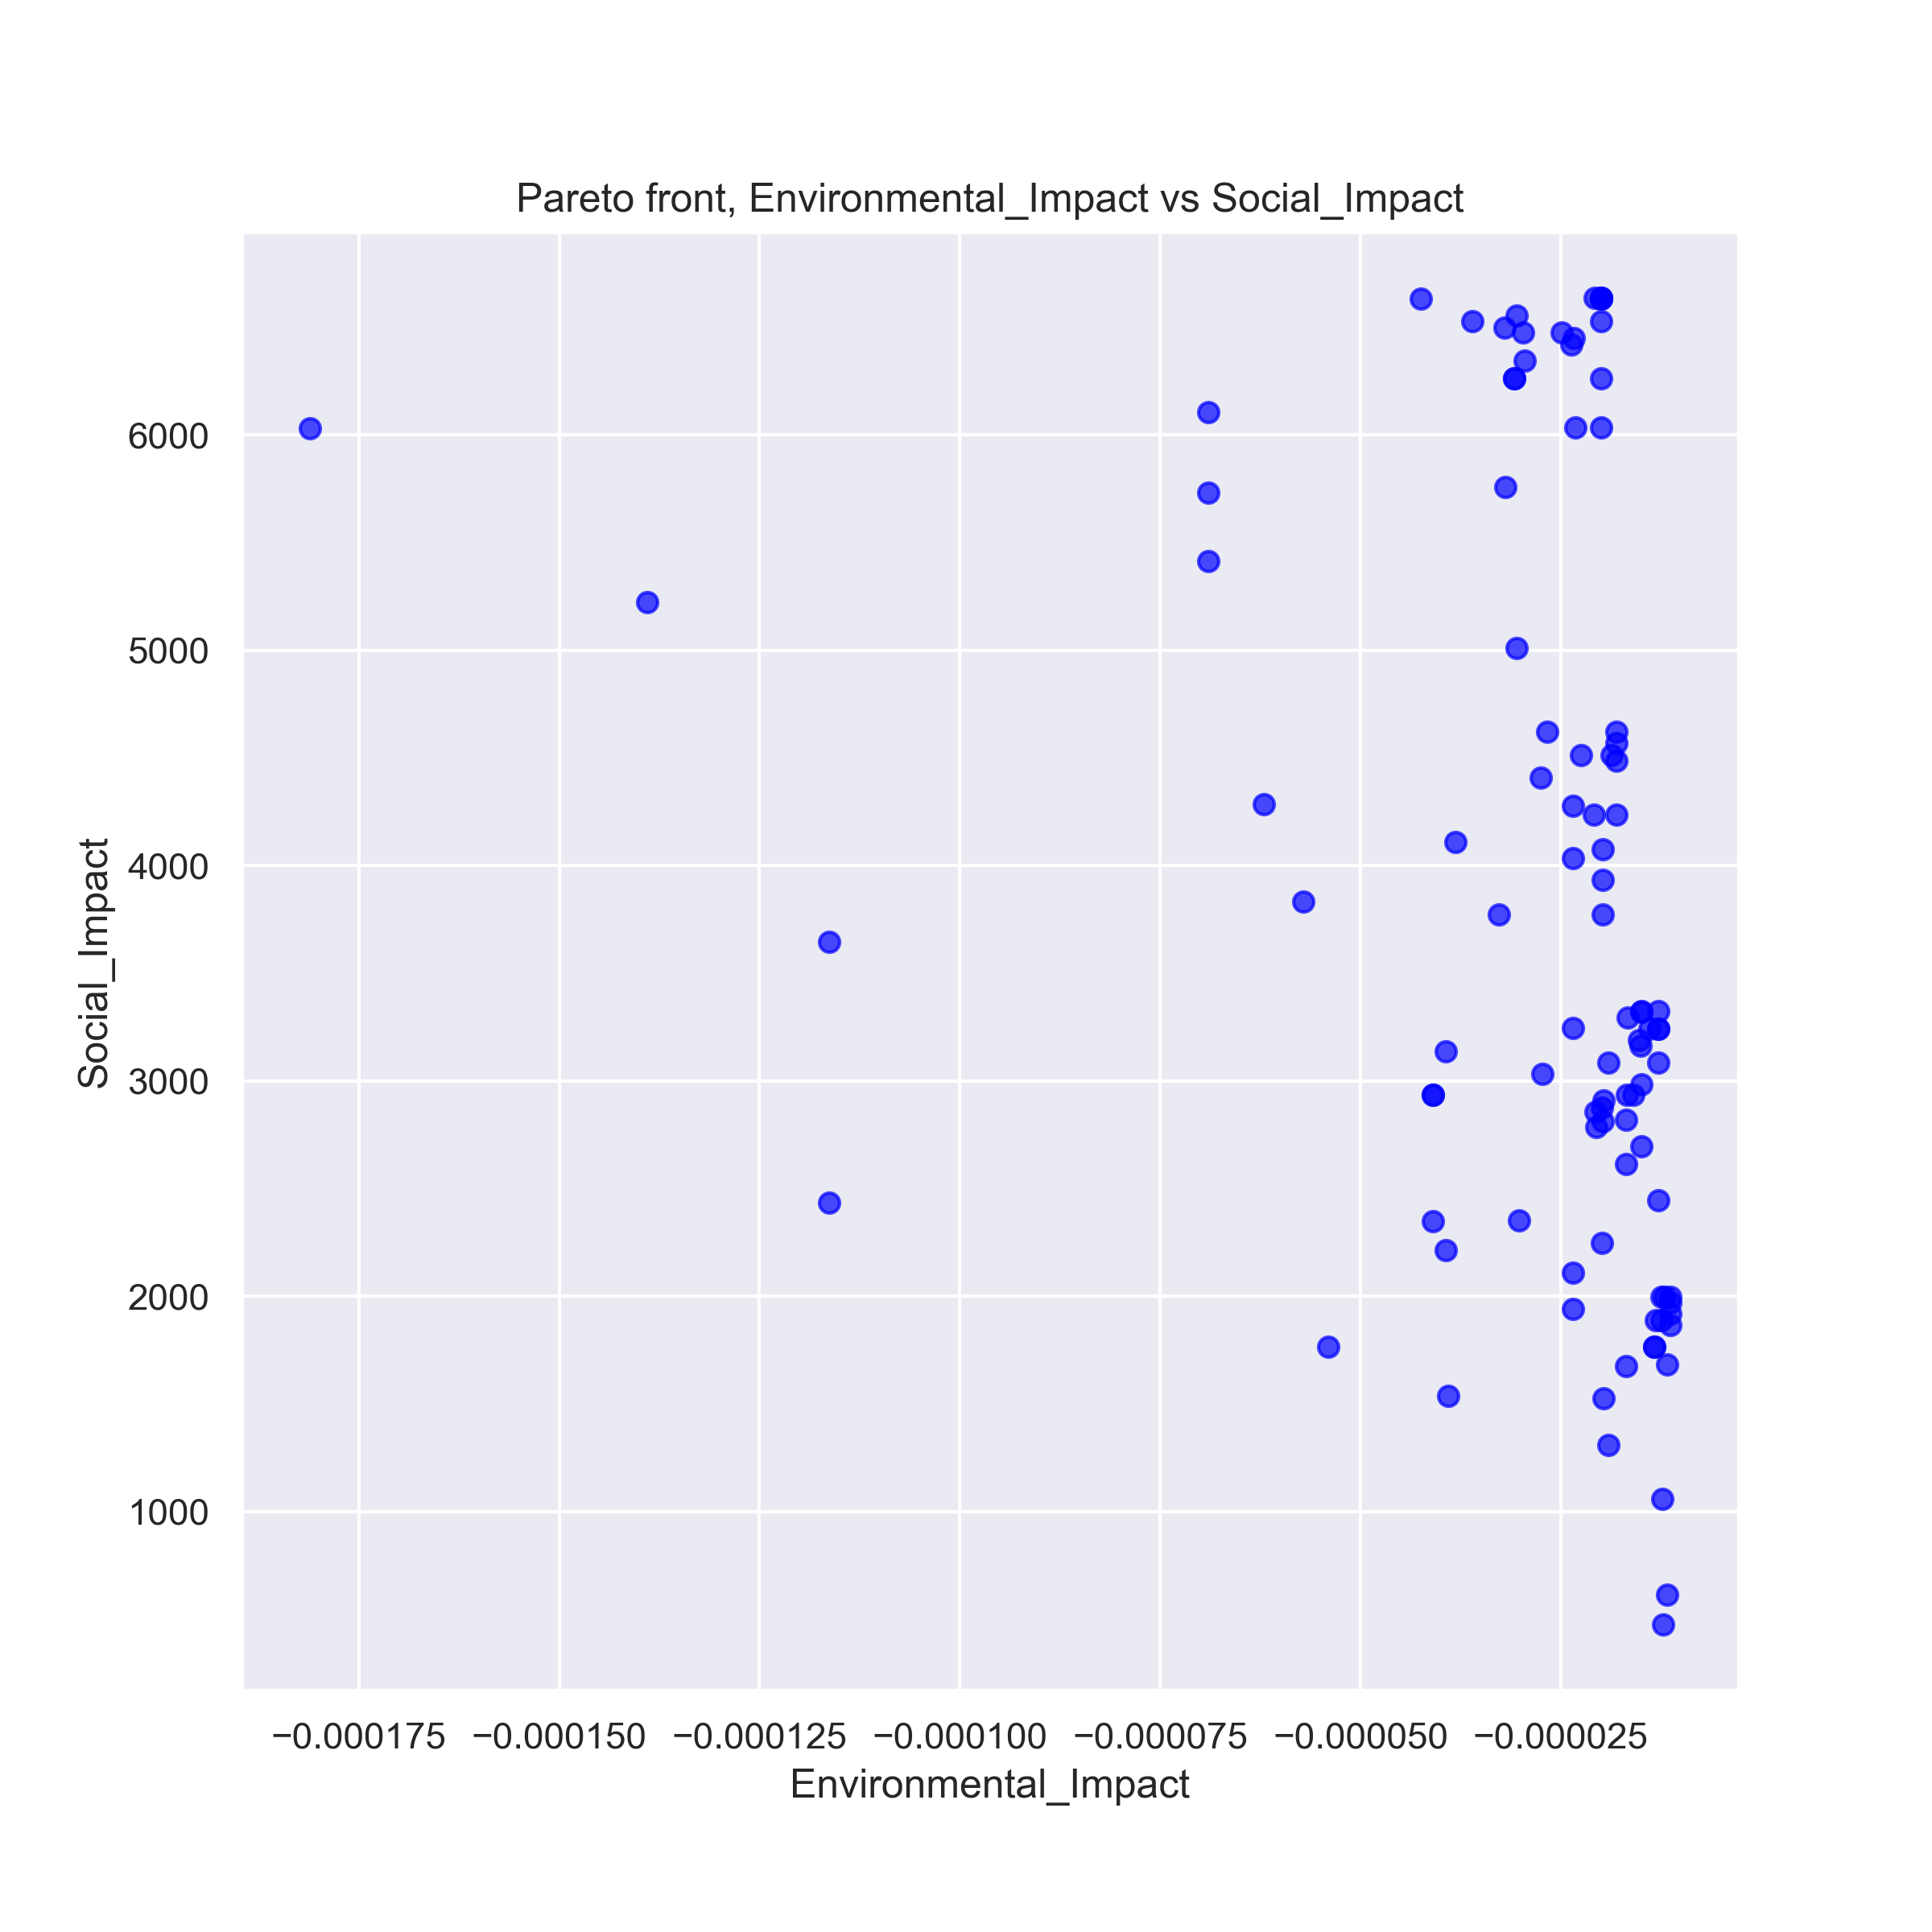 Pareto front, Environmental_Impact vs Social_Impact
6000
5000
4000
3000
2000
1000
Social_Impact
−0.000175 −0.000150 −0.000125 −0.000100 −0.000075 −0.000050 −0.000025
Environmental_Impact